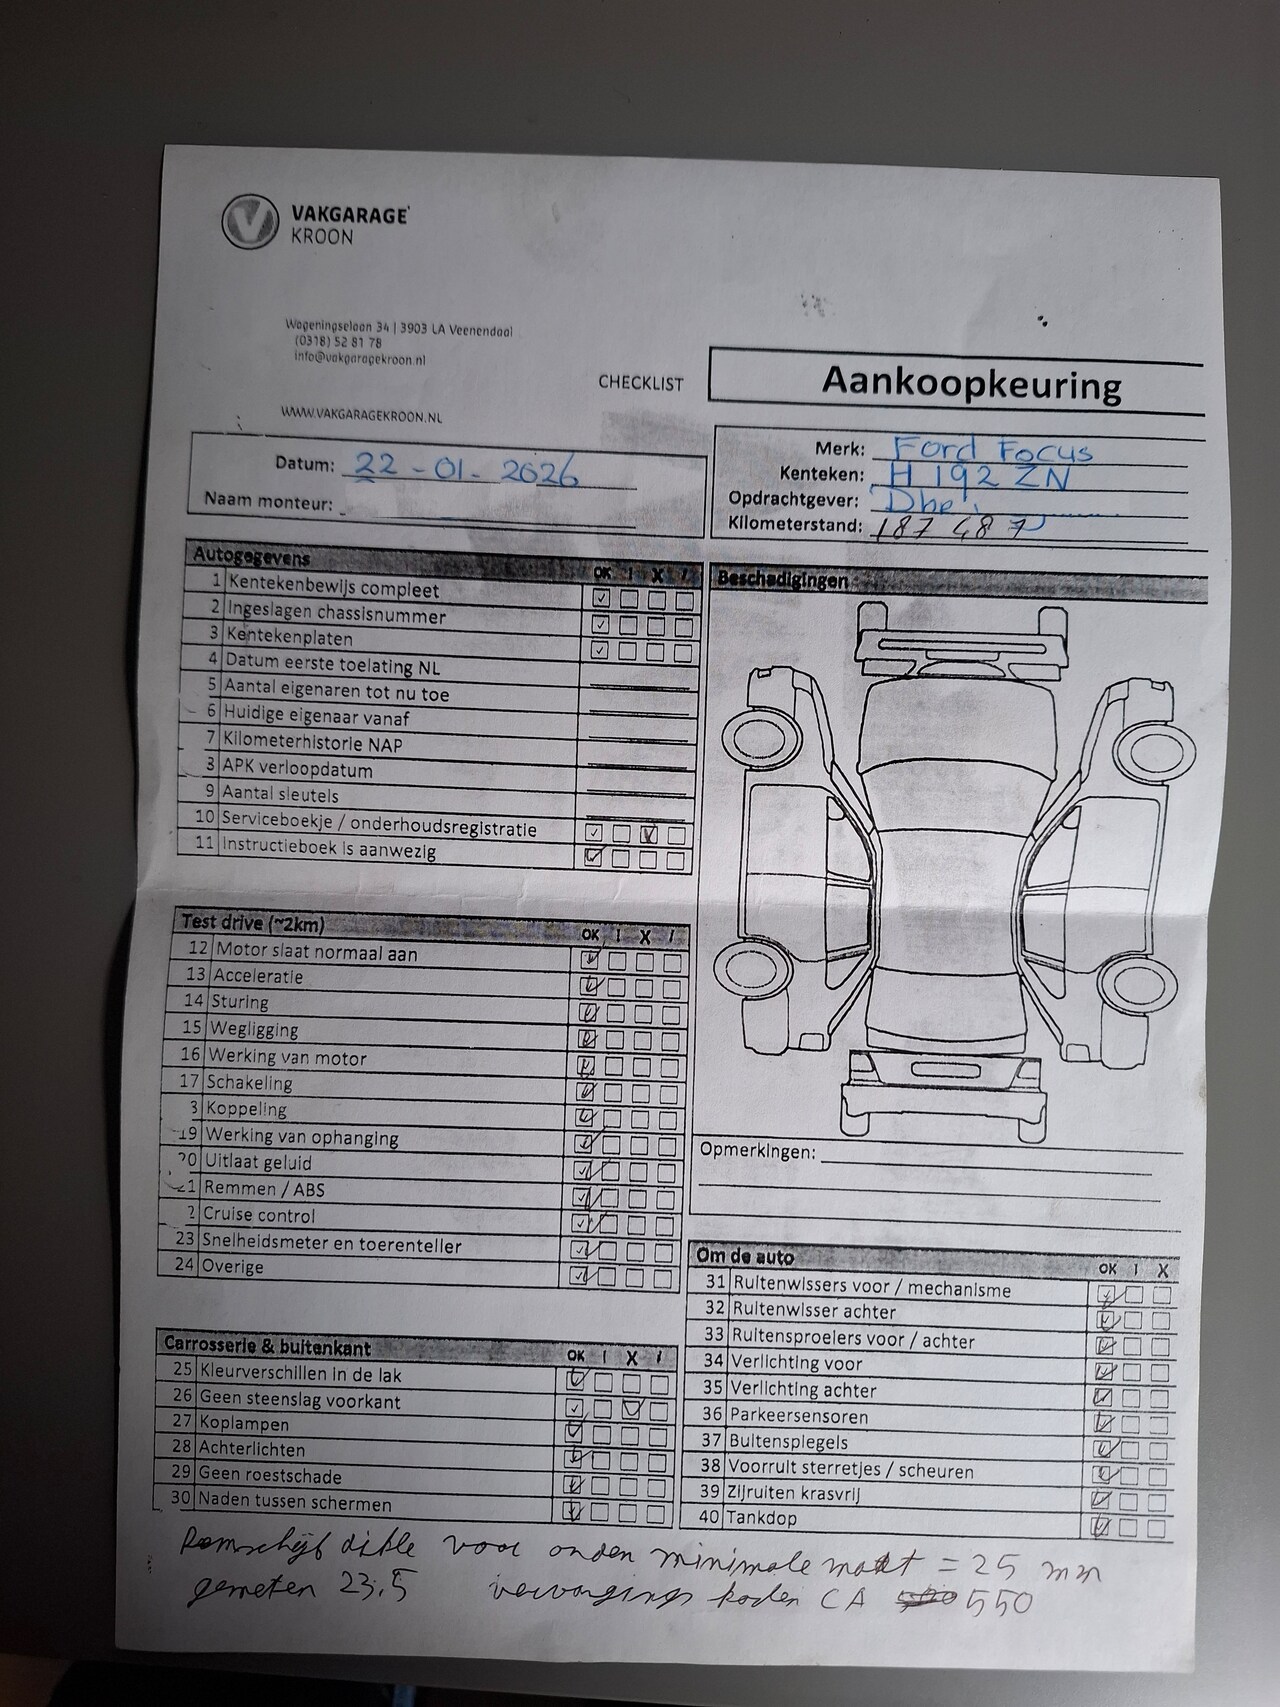 VAKGARAGE
KROON
Wageningselaan 34 | 3903 LA Veenendaal
(0318) 52 81 78
info@vakgaragekroon.nl
WWW.VAKGARAGEKROON.NL
CHECKLIST
Aankoopkeuring
Datum: 22-01-2026
Naam monteur:
Merk: Ford Focus
Kenteken: H 192 ZN
Opdrachtgever:
Kilometerstand: 187 487
Autogegevens OK ! X /
1 Kentekenbewijs compleet
2 Ingeslagen chassisnummer
3 Kentekenplaten
4 Datum eerste toelating NL
5 Aantal eigenaren tot nu toe
6 Huidige eigenaar vanaf
7 Kilometerhistorie NAP
3 APK verloopdatum
9 Aantal sleutels
10 Serviceboekje / onderhoudsregistratie
11 Instructieboek is aanwezig
Test drive (~2km) OK ! X /
12 Motor slaat normaal aan
13 Acceleratie
14 Sturing
15 Wegligging
16 Werking van motor
17 Schakeling
3 Koppeling
19 Werking van ophanging
20 Uitlaat geluid
21 Remmen / ABS
2 Cruise control
23 Snelheidsmeter en toerenteller
24 Overige
Carrosserie & buitenkant OK ! X /
25 Kleurverschillen in de lak
26 Geen steenslag voorkant
27 Koplampen
28 Achterlichten
29 Geen roestschade
30 Naden tussen schermen
Beschadigingen
Opmerkingen:
Om de auto OK ! X
31 Ruitenwissers voor / mechanisme
32 Ruitenwisser achter
33 Ruitensproeiers voor / achter
34 Verlichting voor
35 Verlichting achter
36 Parkeersensoren
37 Buitenspiegels
38 Voorruit sterretjes / scheuren
39 Zijruiten krasvrij
40 Tankdop
Remschijf dikte voor onden minimale maat = 25 mm
gemeten 23.5 vervangings kosten CA 550